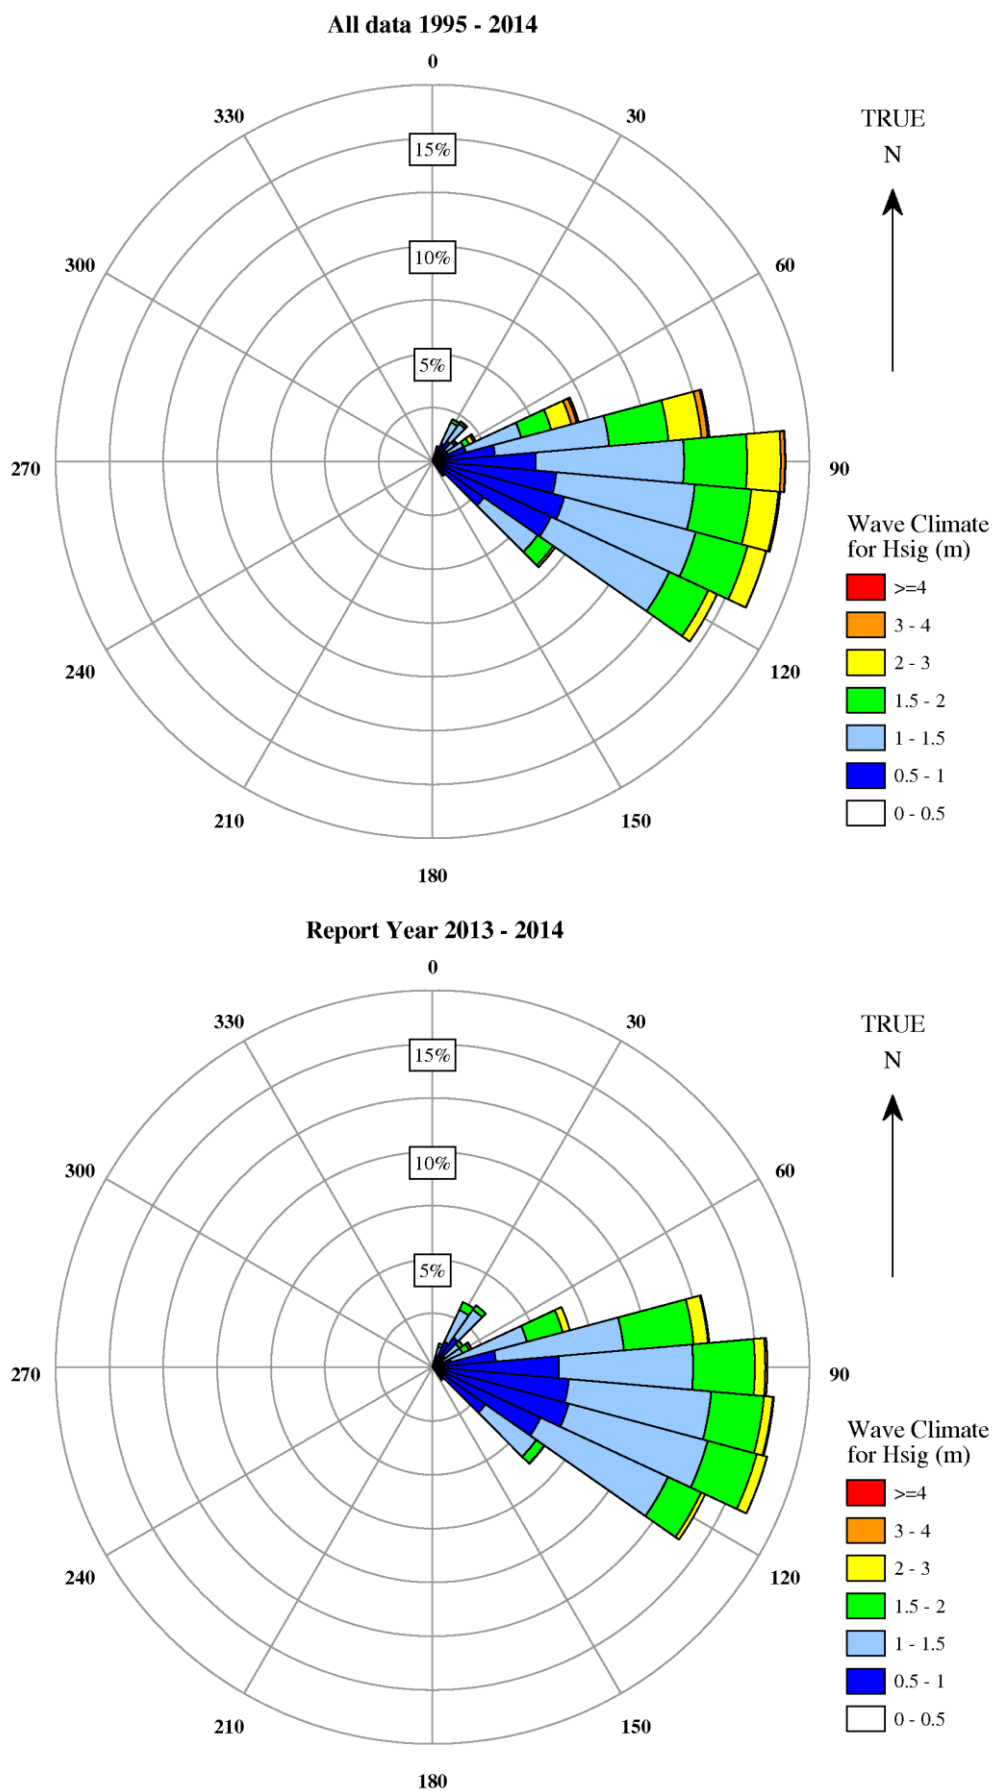 All data 1995 - 2014
0
330
30
TRUE
N
15%
300
10%
60
5%
270
90
Wave Climate
for Hsig (m)
>=4
3 - 4
2 - 3
1.5 - 2
1 - 1.5
0.5 - 1
0 - 0.5
240
120
210
150
180
Report Year 2013 - 2014
0
330
30
TRUE
N
15%
300
10%
60
5%
270
90
Wave Climate
for Hsig (m)
>=4
3 - 4
2 - 3
1.5 - 2
1 - 1.5
0.5 - 1
0 - 0.5
240
120
210
150
180